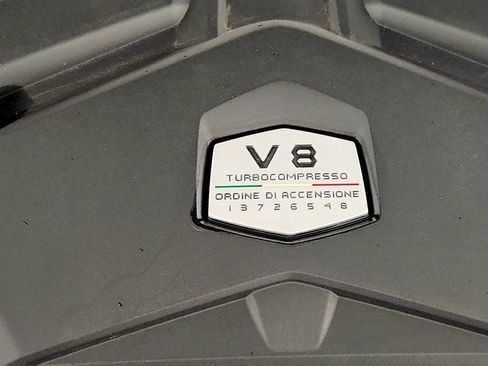 V8
TURBOCOMPRESSO
ORDINE DI ACCENSIONE
1 3 7 2 6 5 4 8